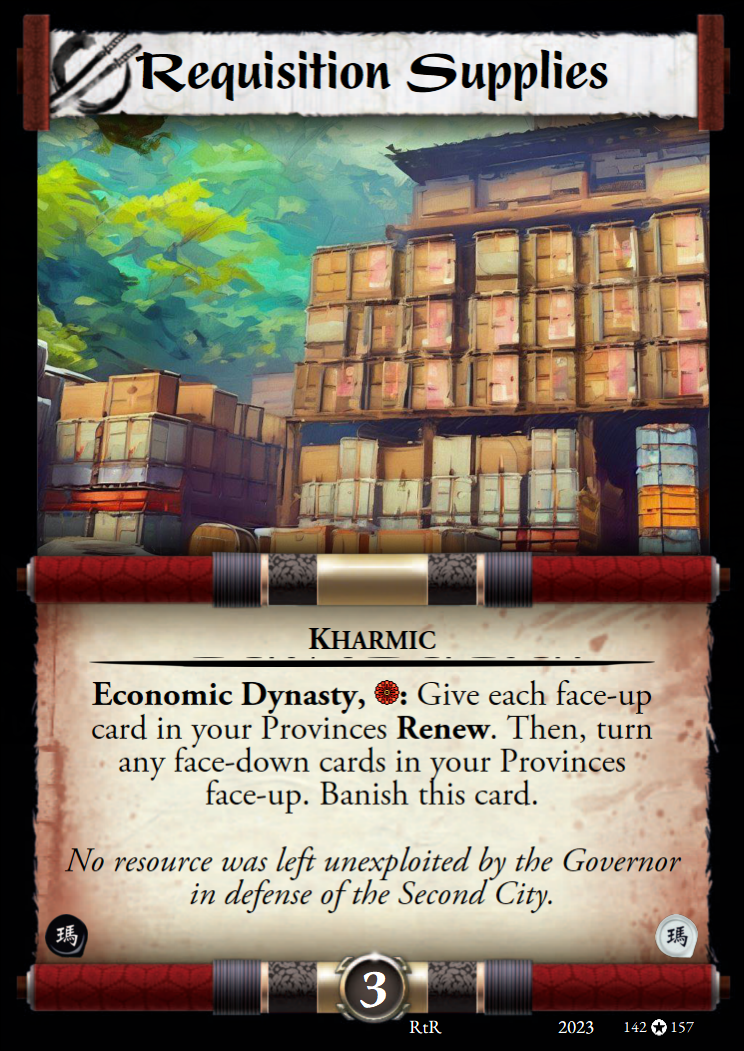 Requisition Supplies
KHARMIC
Economic Dynasty, : Give each face-up
card in your Provinces Renew. Then, turn
any face-down cards in your Provinces
face-up. Banish this card.
No resource was left unexploited by the Governor
in defense of the Second City.
瑪 瑪
3
RtR 2023 142 157